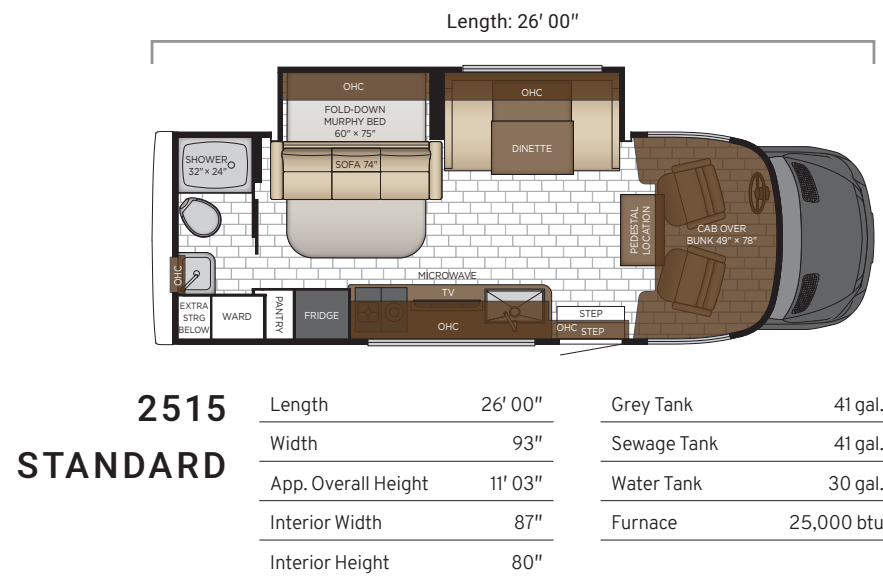 Length: 26' 00"
OHC
FOLD-DOWN
MURPHY BED
60" × 75"
OHC
DINETTE
SHOWER
32" × 24"
SOFA 74"
PEDESTAL
LOCATION
CAB OVER
BUNK 49" × 78"
OHC
MICROWAVE
TV
EXTRA
STRG
BELOW
WARD
PANTRY
FRIDGE
OHC
STEP
OHC
STEP
2515
STANDARD
Length 26' 00"
Width 93"
App. Overall Height 11' 03"
Interior Width 87"
Interior Height 80"
Grey Tank 41 gal.
Sewage Tank 41 gal.
Water Tank 30 gal.
Furnace 25,000 btu